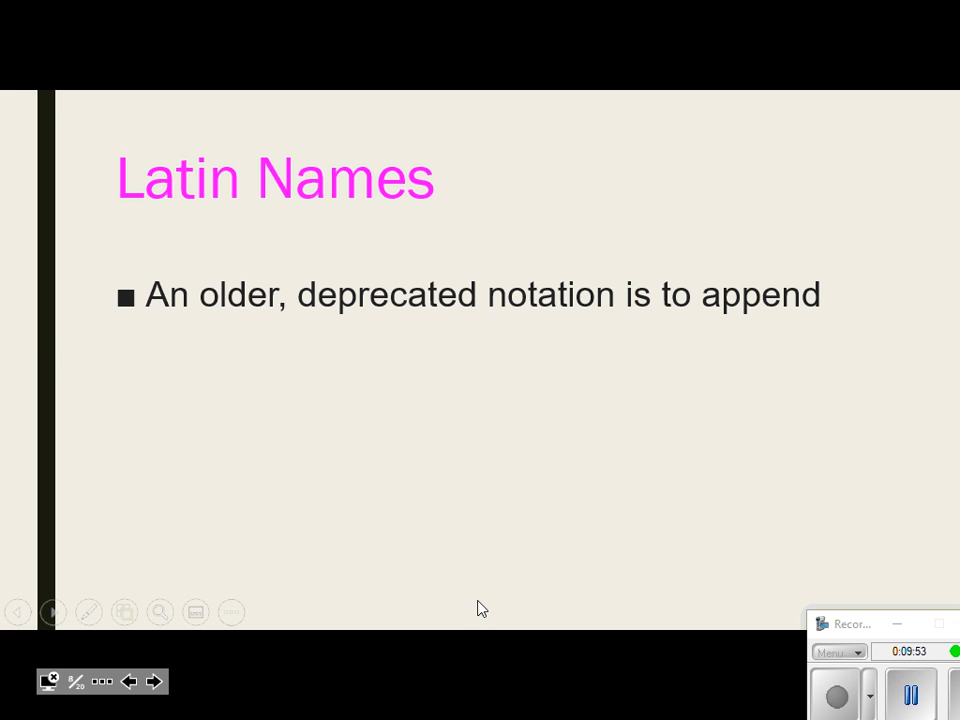 Latin Names
■ An older, deprecated notation is to append
Recor...
Menu...
0:09:53
8/20